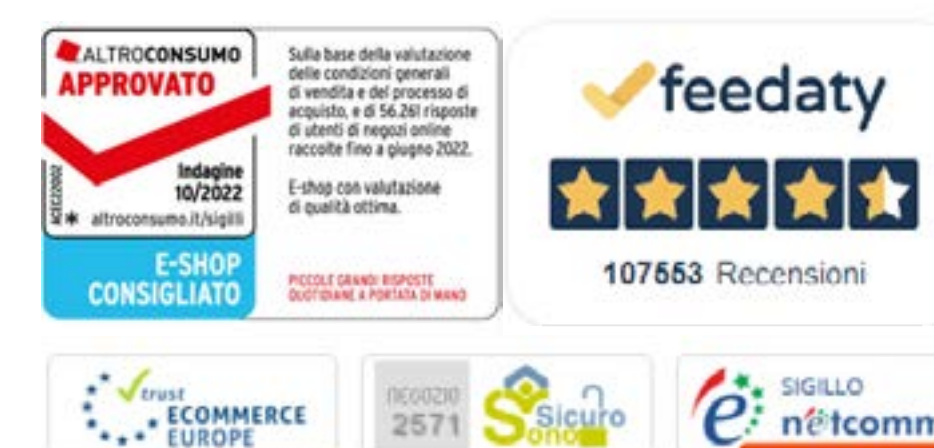 ALTROCONSUMO
APPROVATO
Indagine
10/2022
* altroconsumo.it/sigilli
E-SHOP
CONSIGLIATO
Sulla base della valutazione
delle condizioni generali
di vendita e del processo di
acquisto, e di 56.261 risposte
di utenti di negozi online
raccolte fino a giugno 2022.
E-shop con valutazione
di qualità ottima.
PICCOLE GRANDI RISPOSTE
QUOTIDIANE A PORTATA DI MANO
feedaty
107553 Recensioni
trust
ECOMMERCE
EUROPE
negozio
2571
Sono
Sicuro
SIGILLO
netcomm